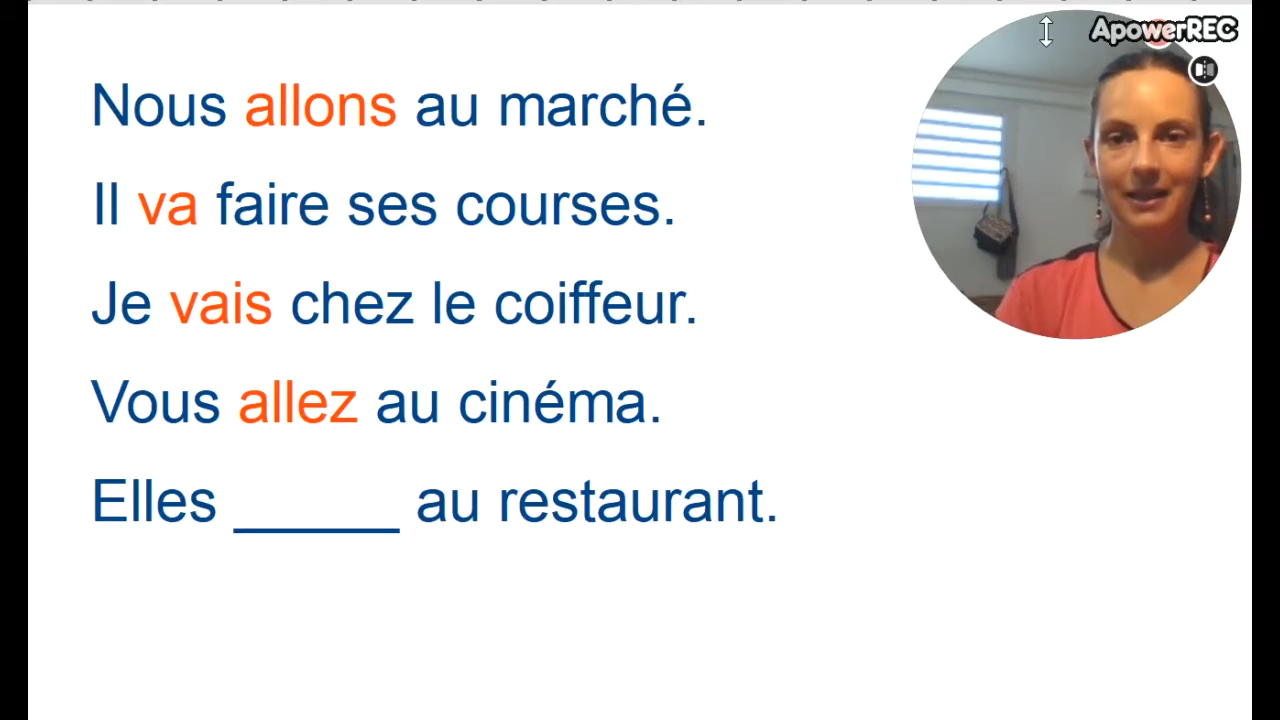 ApowerREC
Nous allons au marché.
Il va faire ses courses.
Je vais chez le coiffeur.
Vous allez au cinéma.
Elles _____ au restaurant.